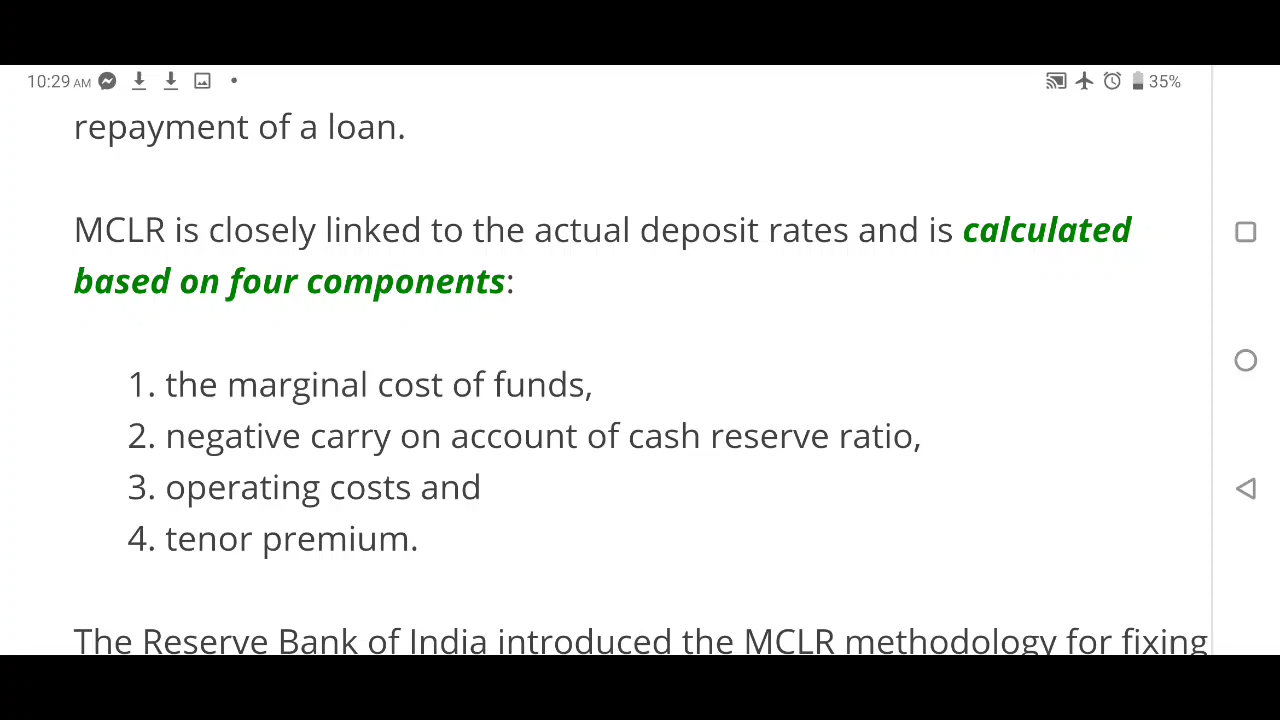 10:29 AM 35%
repayment of a loan.
MCLR is closely linked to the actual deposit rates and is calculated
based on four components:
1. the marginal cost of funds,
2. negative carry on account of cash reserve ratio,
3. operating costs and
4. tenor premium.
The Reserve Bank of India introduced the MCLR methodology for fixing